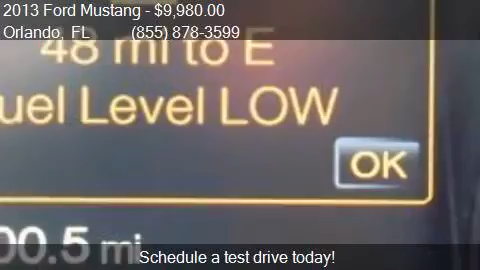 2013 Ford Mustang - $9,980.00
Orlando, FL (855) 878-3599
48 mi to E
uel Level LOW
OK
00.5 mi
Schedule a test drive today!